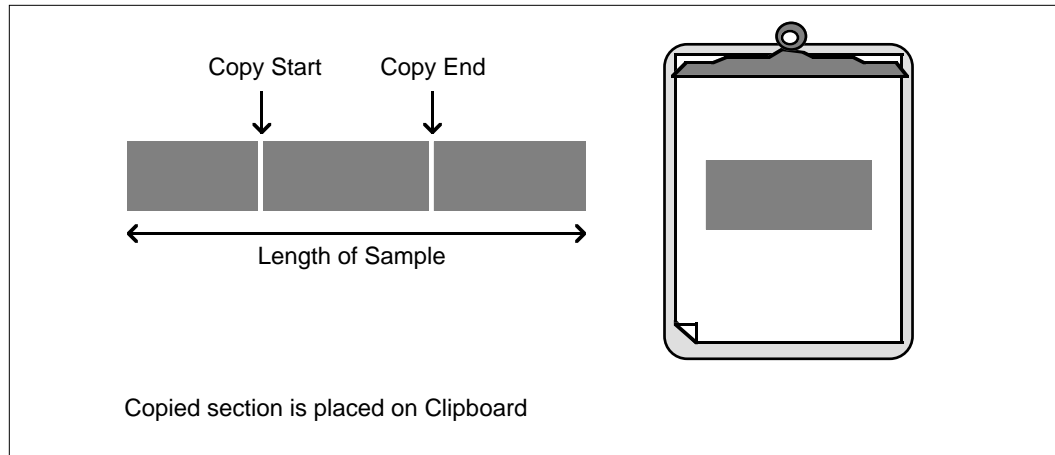 Copy Start
Copy End
Length of Sample
Copied section is placed on Clipboard